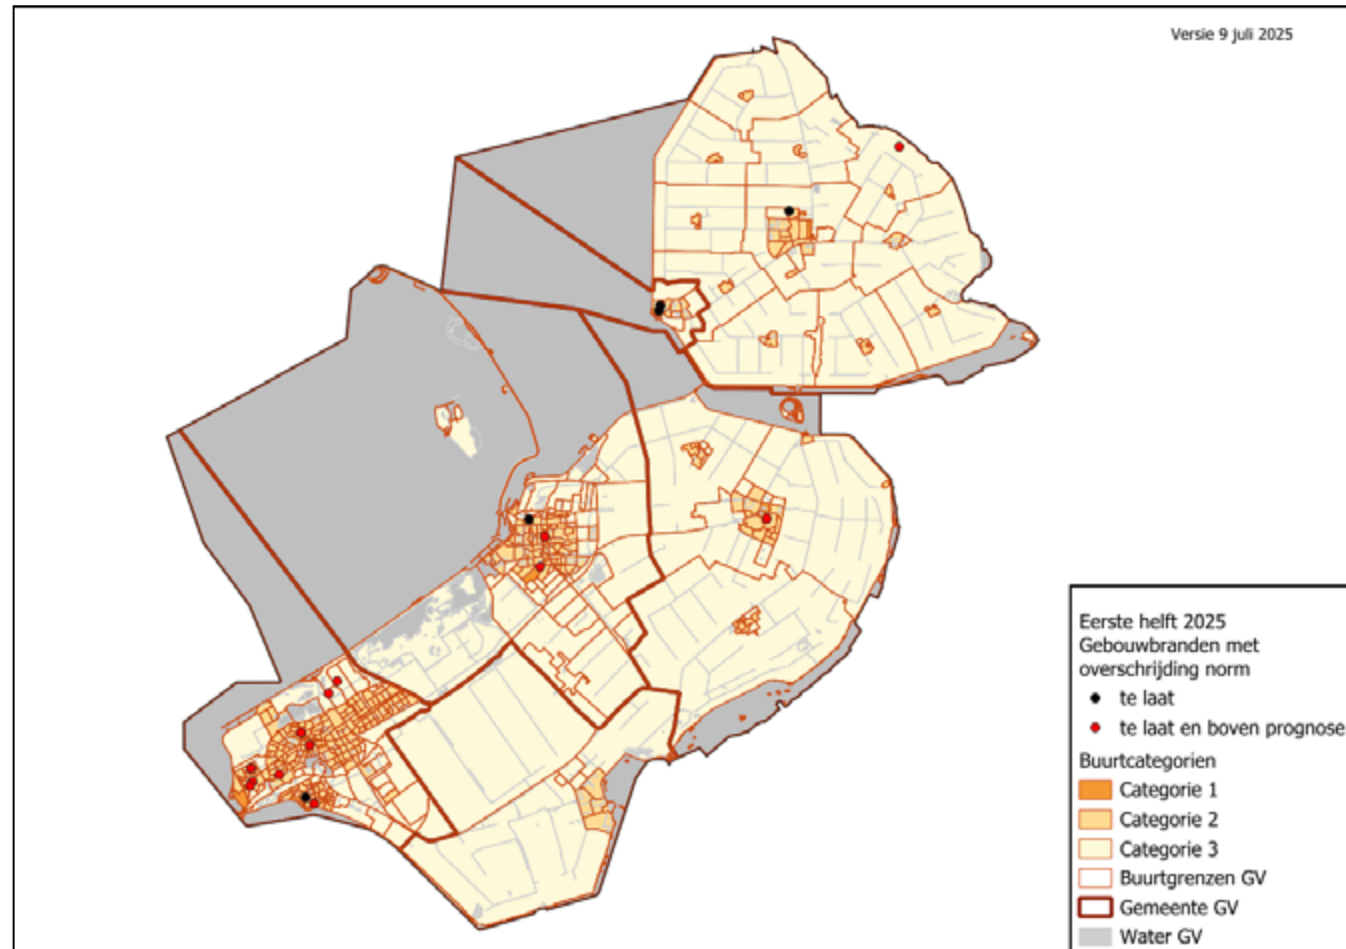 Versie 9 juli 2025
Eerste helft 2025
Gebouwbranden met
overschrijding norm
te laat
te laat en boven prognose
Buurtcategorien
Categorie 1
Categorie 2
Categorie 3
Buurtgrenzen GV
Gemeente GV
Water GV